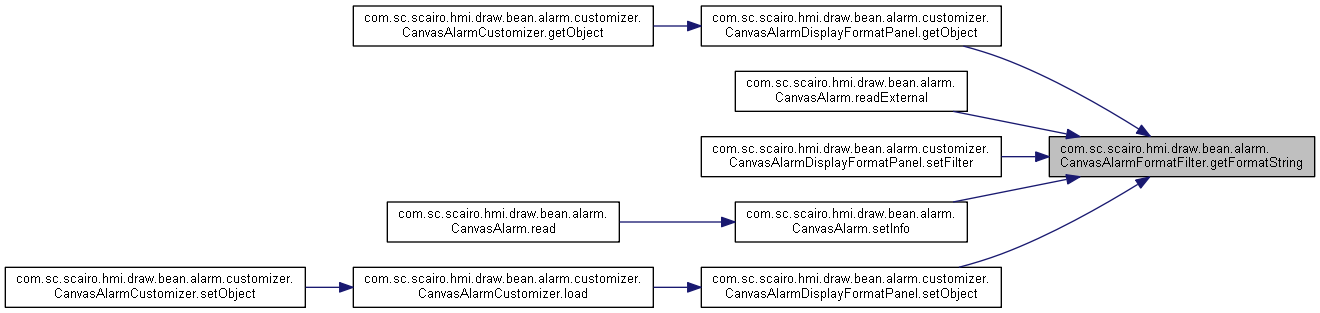 com.sc.scairo.hmi.draw.bean.alarm.customizer.
CanvasAlarmCustomizer.getObject
com.sc.scairo.hmi.draw.bean.alarm.customizer.
CanvasAlarmDisplayFormatPanel.getObject
com.sc.scairo.hmi.draw.bean.alarm.
CanvasAlarm.readExternal
com.sc.scairo.hmi.draw.bean.alarm.customizer.
CanvasAlarmDisplayFormatPanel.setFilter
com.sc.scairo.hmi.draw.bean.alarm.
CanvasAlarmFormatFilter.getFormatString
com.sc.scairo.hmi.draw.bean.alarm.
CanvasAlarm.read
com.sc.scairo.hmi.draw.bean.alarm.
CanvasAlarm.setInfo
com.sc.scairo.hmi.draw.bean.alarm.customizer.
CanvasAlarmCustomizer.setObject
com.sc.scairo.hmi.draw.bean.alarm.customizer.
CanvasAlarmCustomizer.load
com.sc.scairo.hmi.draw.bean.alarm.customizer.
CanvasAlarmDisplayFormatPanel.setObject